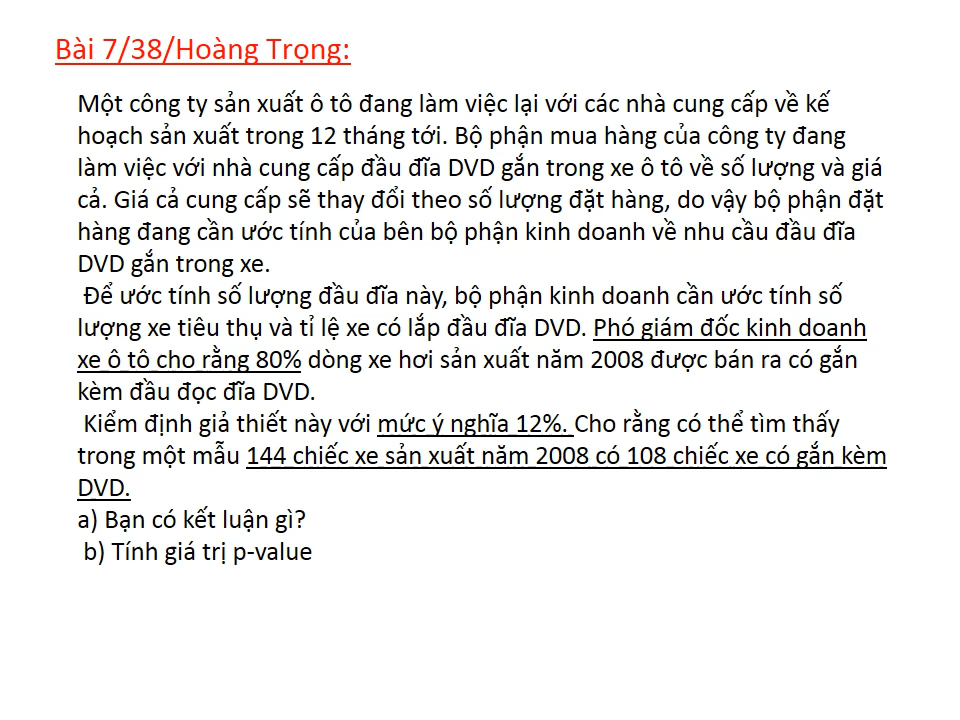 Bài 7/38/Hoàng Trọng:
Một công ty sản xuất ô tô đang làm việc lại với các nhà cung cấp về kế
hoạch sản xuất trong 12 tháng tới. Bộ phận mua hàng của công ty đang
làm việc với nhà cung cấp đầu đĩa DVD gắn trong xe ô tô về số lượng và giá
cả. Giá cả cung cấp sẽ thay đổi theo số lượng đặt hàng, do vậy bộ phận đặt
hàng đang cần ước tính của bên bộ phận kinh doanh về nhu cầu đầu đĩa
DVD gắn trong xe.
Để ước tính số lượng đầu đĩa này, bộ phận kinh doanh cần ước tính số
lượng xe tiêu thụ và tỉ lệ xe có lắp đầu đĩa DVD. Phó giám đốc kinh doanh
xe ô tô cho rằng 80% dòng xe hơi sản xuất năm 2008 được bán ra có gắn
kèm đầu đọc đĩa DVD.
Kiểm định giả thiết này với mức ý nghĩa 12%. Cho rằng có thể tìm thấy
trong một mẫu 144 chiếc xe sản xuất năm 2008 có 108 chiếc xe có gắn kèm
DVD.
a) Bạn có kết luận gì?
b) Tính giá trị p-value